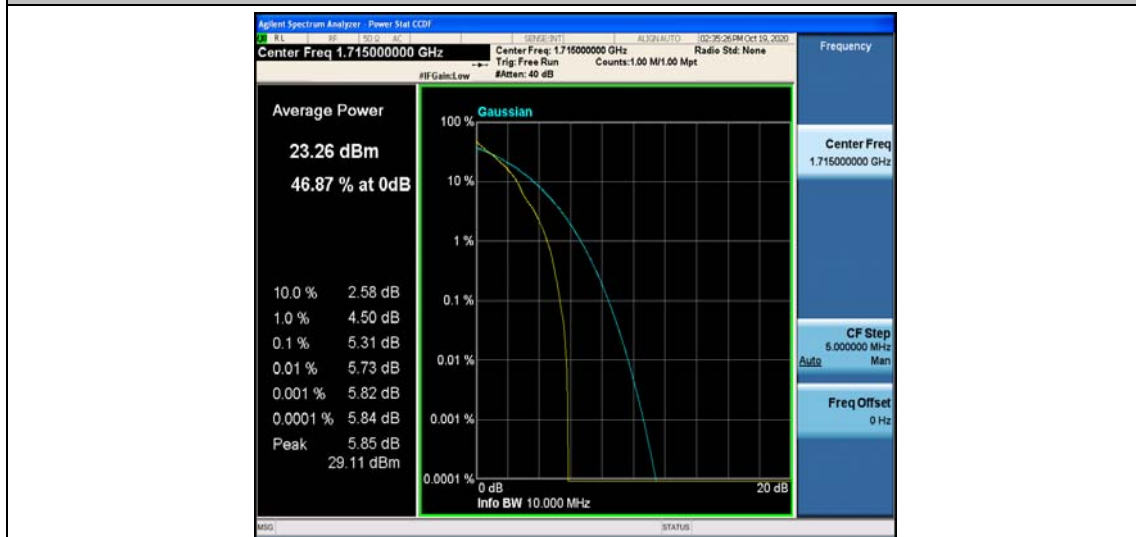 Agilent Spectrum Analyzer - Power Stat CCDF
RL RF 50 Ω AC SENSE:INT ALIGN AUTO 02:35:26 PM Oct 19, 2020
Center Freq 1.715000000 GHz
Center Freq: 1.715000000 GHz Radio Std: None
Trig: Free Run Counts:1.00 M/1.00 Mpt
#IFGain:Low #Atten: 40 dB
Frequency
Average Power
23.26 dBm
46.87 % at 0dB
10.0 % 2.58 dB
1.0 % 4.50 dB
0.1 % 5.31 dB
0.01 % 5.73 dB
0.001 % 5.82 dB
0.0001 % 5.84 dB
Peak 5.85 dB
29.11 dBm
Gaussian
100 %
10 %
1 %
0.1 %
0.01 %
0.001 %
0.0001 %
0 dB 20 dB
Info BW 10.000 MHz
Center Freq
1.715000000 GHz
CF Step
5.000000 MHz
Auto Man
Freq Offset
0 Hz
MSG STATUS